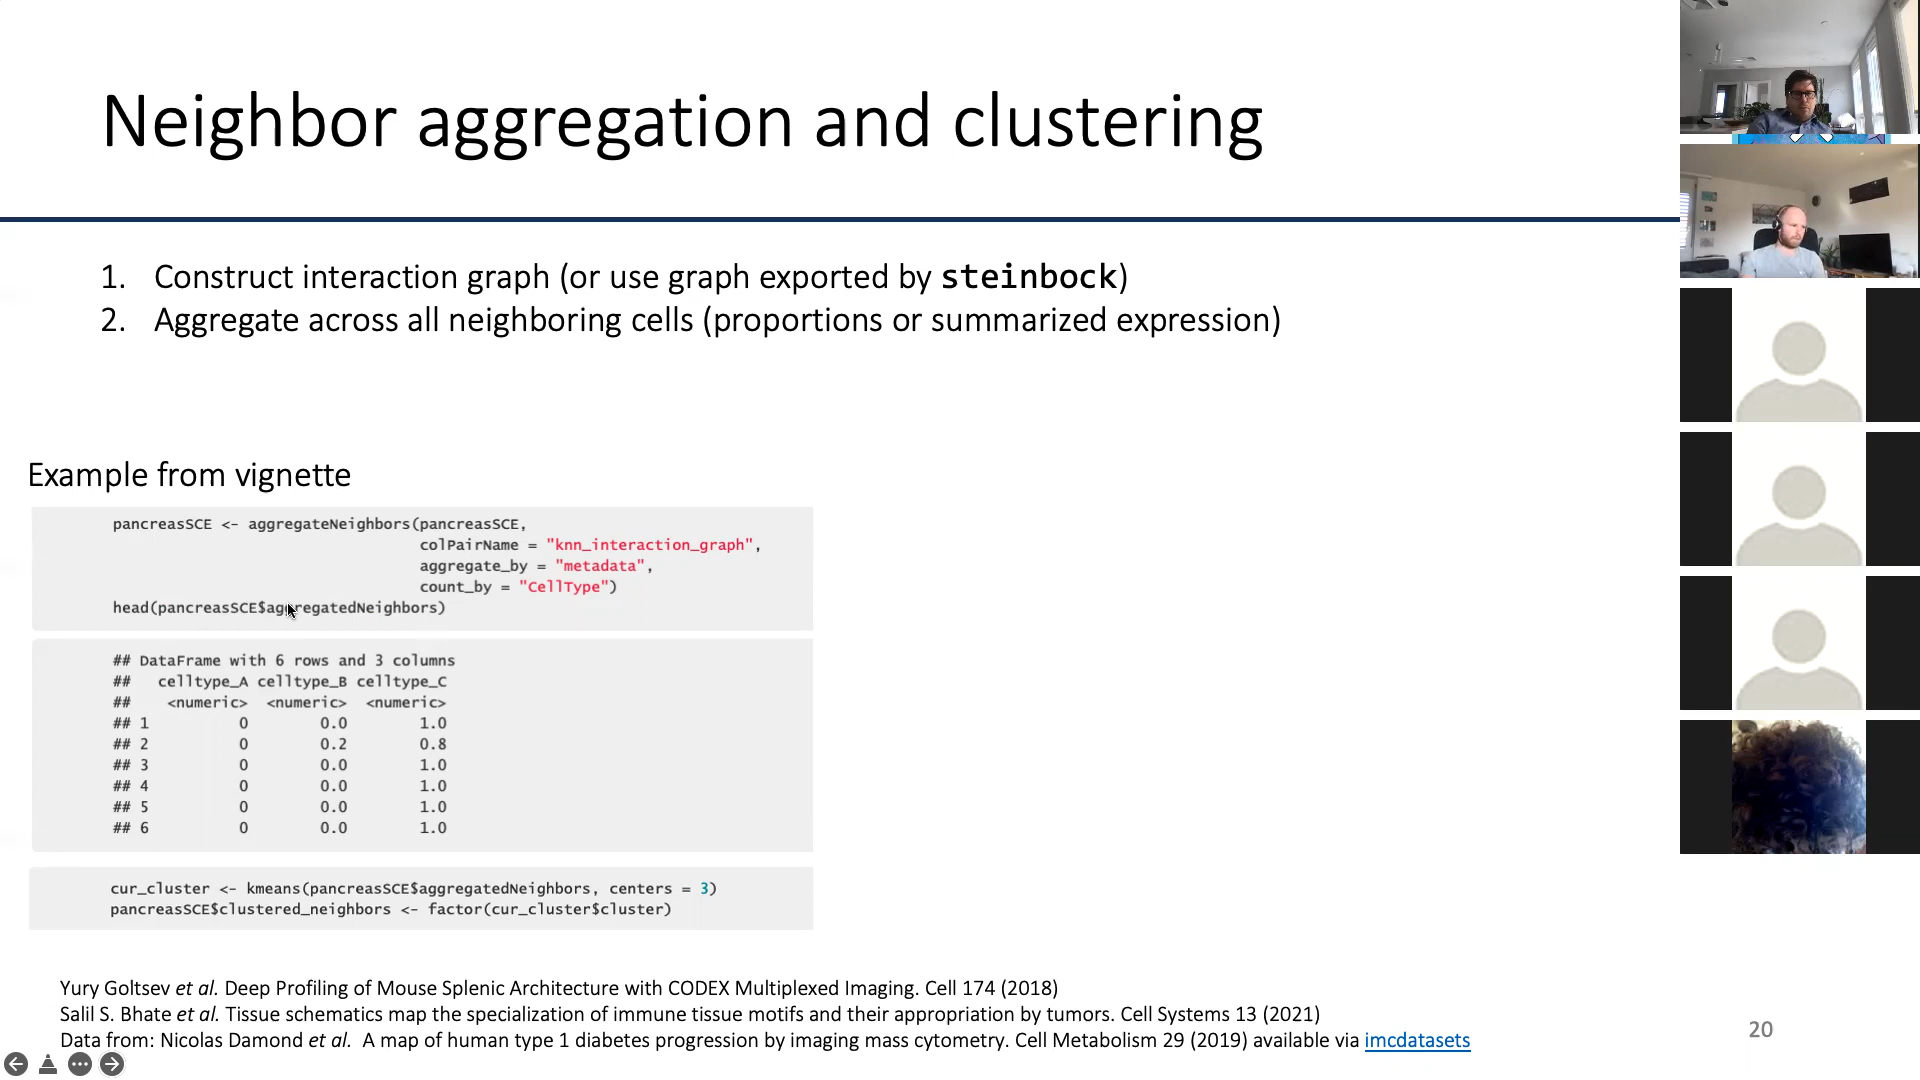 Neighbor aggregation and clustering
1. Construct interaction graph (or use graph exported by steinbock)
2. Aggregate across all neighboring cells (proportions or summarized expression)
Example from vignette
pancreasSCE <- aggregateNeighbors(pancreasSCE,
colPairName = "knn_interaction_graph",
aggregate_by = "metadata",
count_by = "CellType")
head(pancreasSCE$aggregatedNeighbors)
## DataFrame with 6 rows and 3 columns
## celltype_A celltype_B celltype_C
## <numeric> <numeric> <numeric>
## 1 0 0.0 1.0
## 2 0 0.2 0.8
## 3 0 0.0 1.0
## 4 0 0.0 1.0
## 5 0 0.0 1.0
## 6 0 0.0 1.0
cur_cluster <- kmeans(pancreasSCE$aggregatedNeighbors, centers = 3)
pancreasSCE$clustered_neighbors <- factor(cur_cluster$cluster)
Yury Goltsev et al. Deep Profiling of Mouse Splenic Architecture with CODEX Multiplexed Imaging. Cell 174 (2018)
Salil S. Bhate et al. Tissue schematics map the specialization of immune tissue motifs and their appropriation by tumors. Cell Systems 13 (2021)
Data from: Nicolas Damond et al. A map of human type 1 diabetes progression by imaging mass cytometry. Cell Metabolism 29 (2019) available via imcdatasets
20